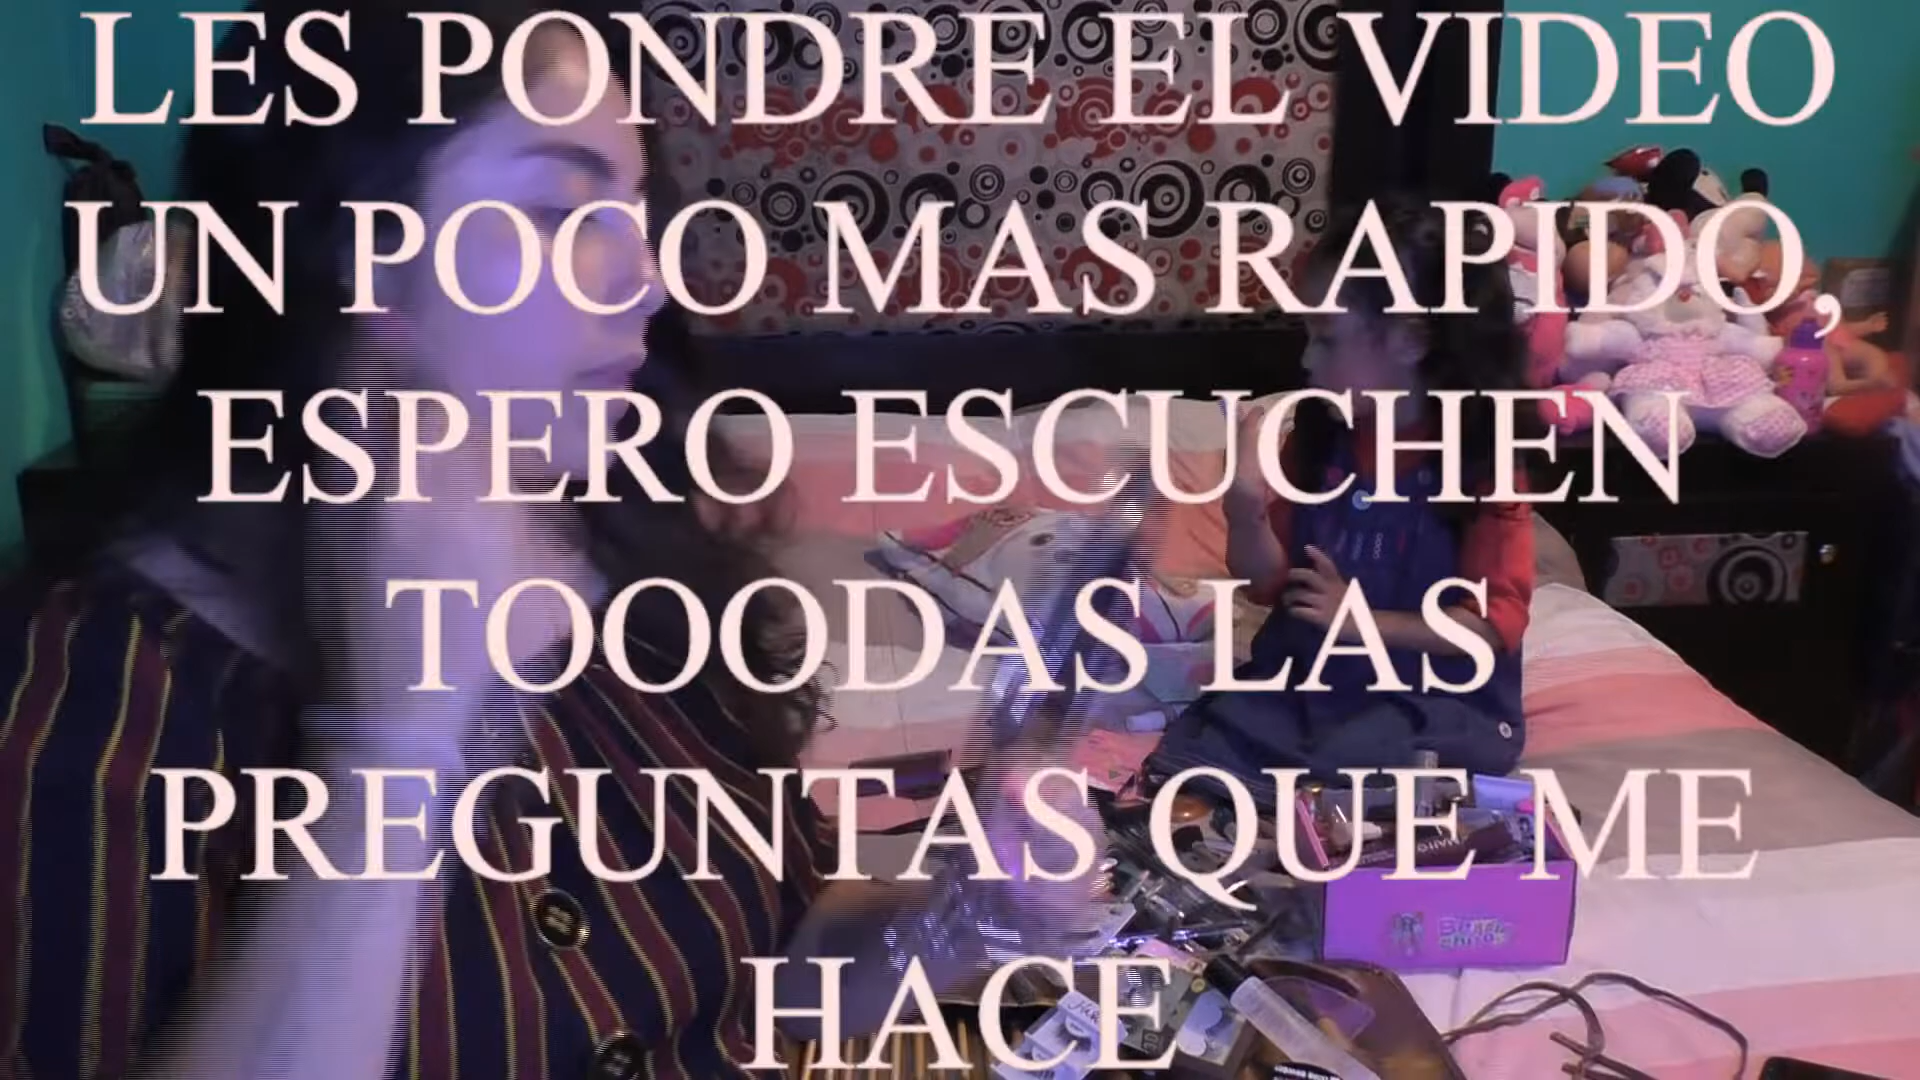 LES PONDRE EL VIDEO
UN POCO MAS RAPIDO,
ESPERO ESCUCHEN
TOOODAS LAS
PREGUNTAS QUE ME
HACE